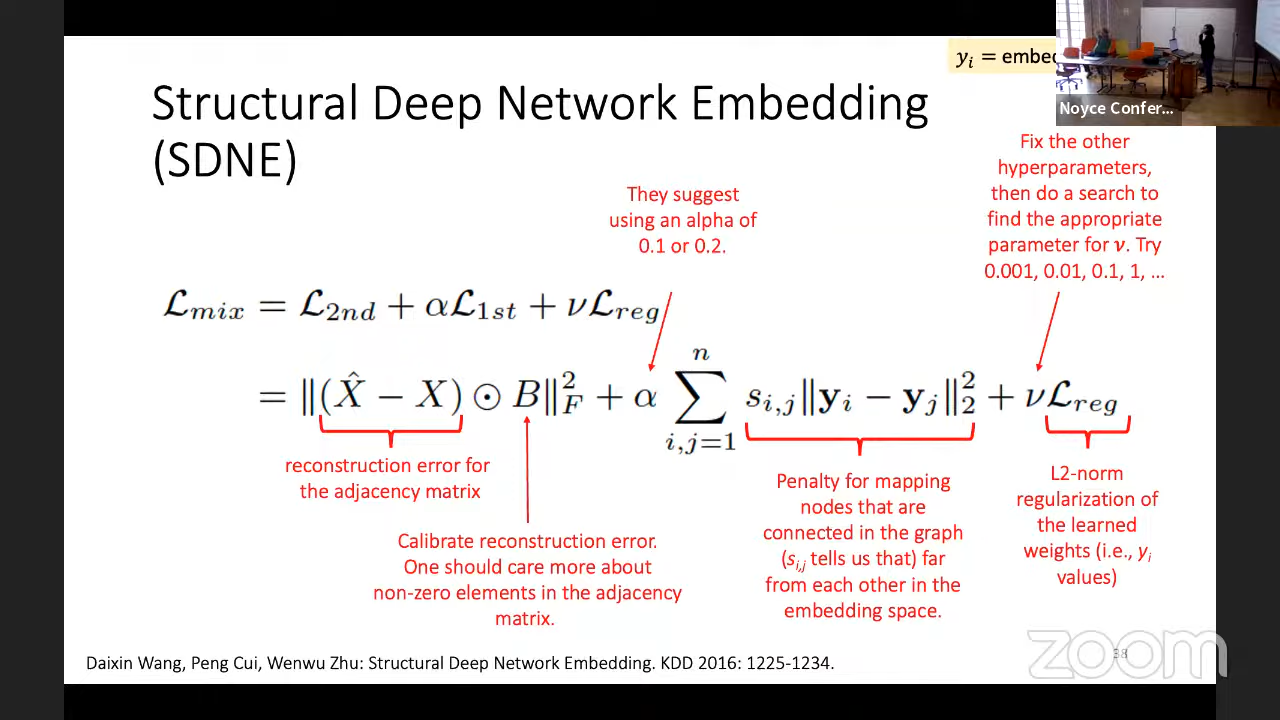 yᵢ = embe
Noyce Confer...
Structural Deep Network Embedding
(SDNE)
They suggest
using an alpha of
0.1 or 0.2.
Fix the other
hyperparameters,
then do a search to
find the appropriate
parameter for ν. Try
0.001, 0.01, 0.1, 1, …
ℒ_mix = ℒ_2nd + αℒ_1st + νℒ_reg
= ‖(X̂ − X) ⊙ B‖²_F + α ∑ⁿ_{i,j=1} s_{i,j}‖y_i − y_j‖²_2 + νℒ_reg
reconstruction error for
the adjacency matrix
Calibrate reconstruction error.
One should care more about
non-zero elements in the adjacency
matrix.
Penalty for mapping
nodes that are
connected in the graph
(s_{i,j} tells us that) far
from each other in the
embedding space.
L2-norm
regularization of
the learned
weights (i.e., y_i
values)
Daixin Wang, Peng Cui, Wenwu Zhu: Structural Deep Network Embedding. KDD 2016: 1225-1234.
38
zoom